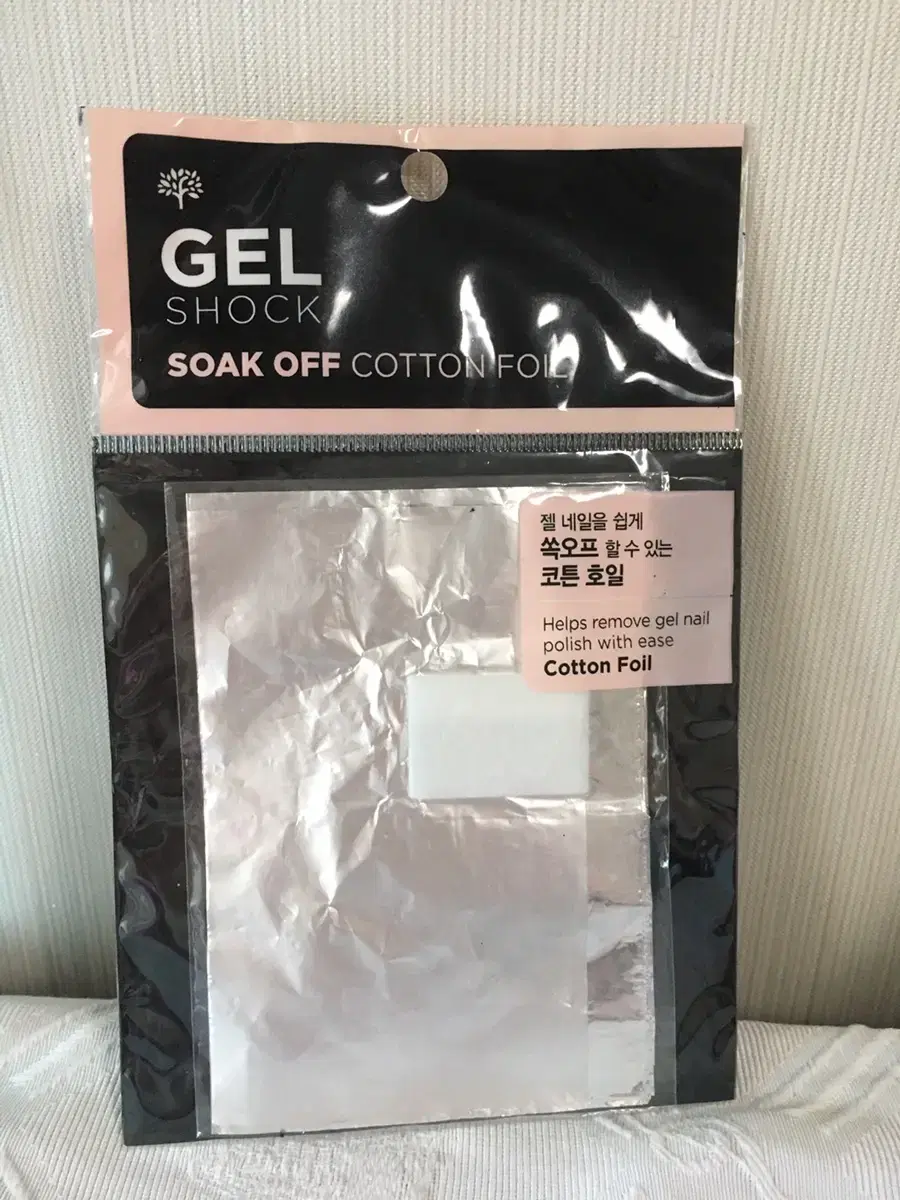 GEL
SHOCK
SOAK OFF COTTON FOIL
젤 네일을 쉽게
쏙오프 할 수 있는
코튼 호일
Helps remove gel nail
polish with ease
Cotton Foil